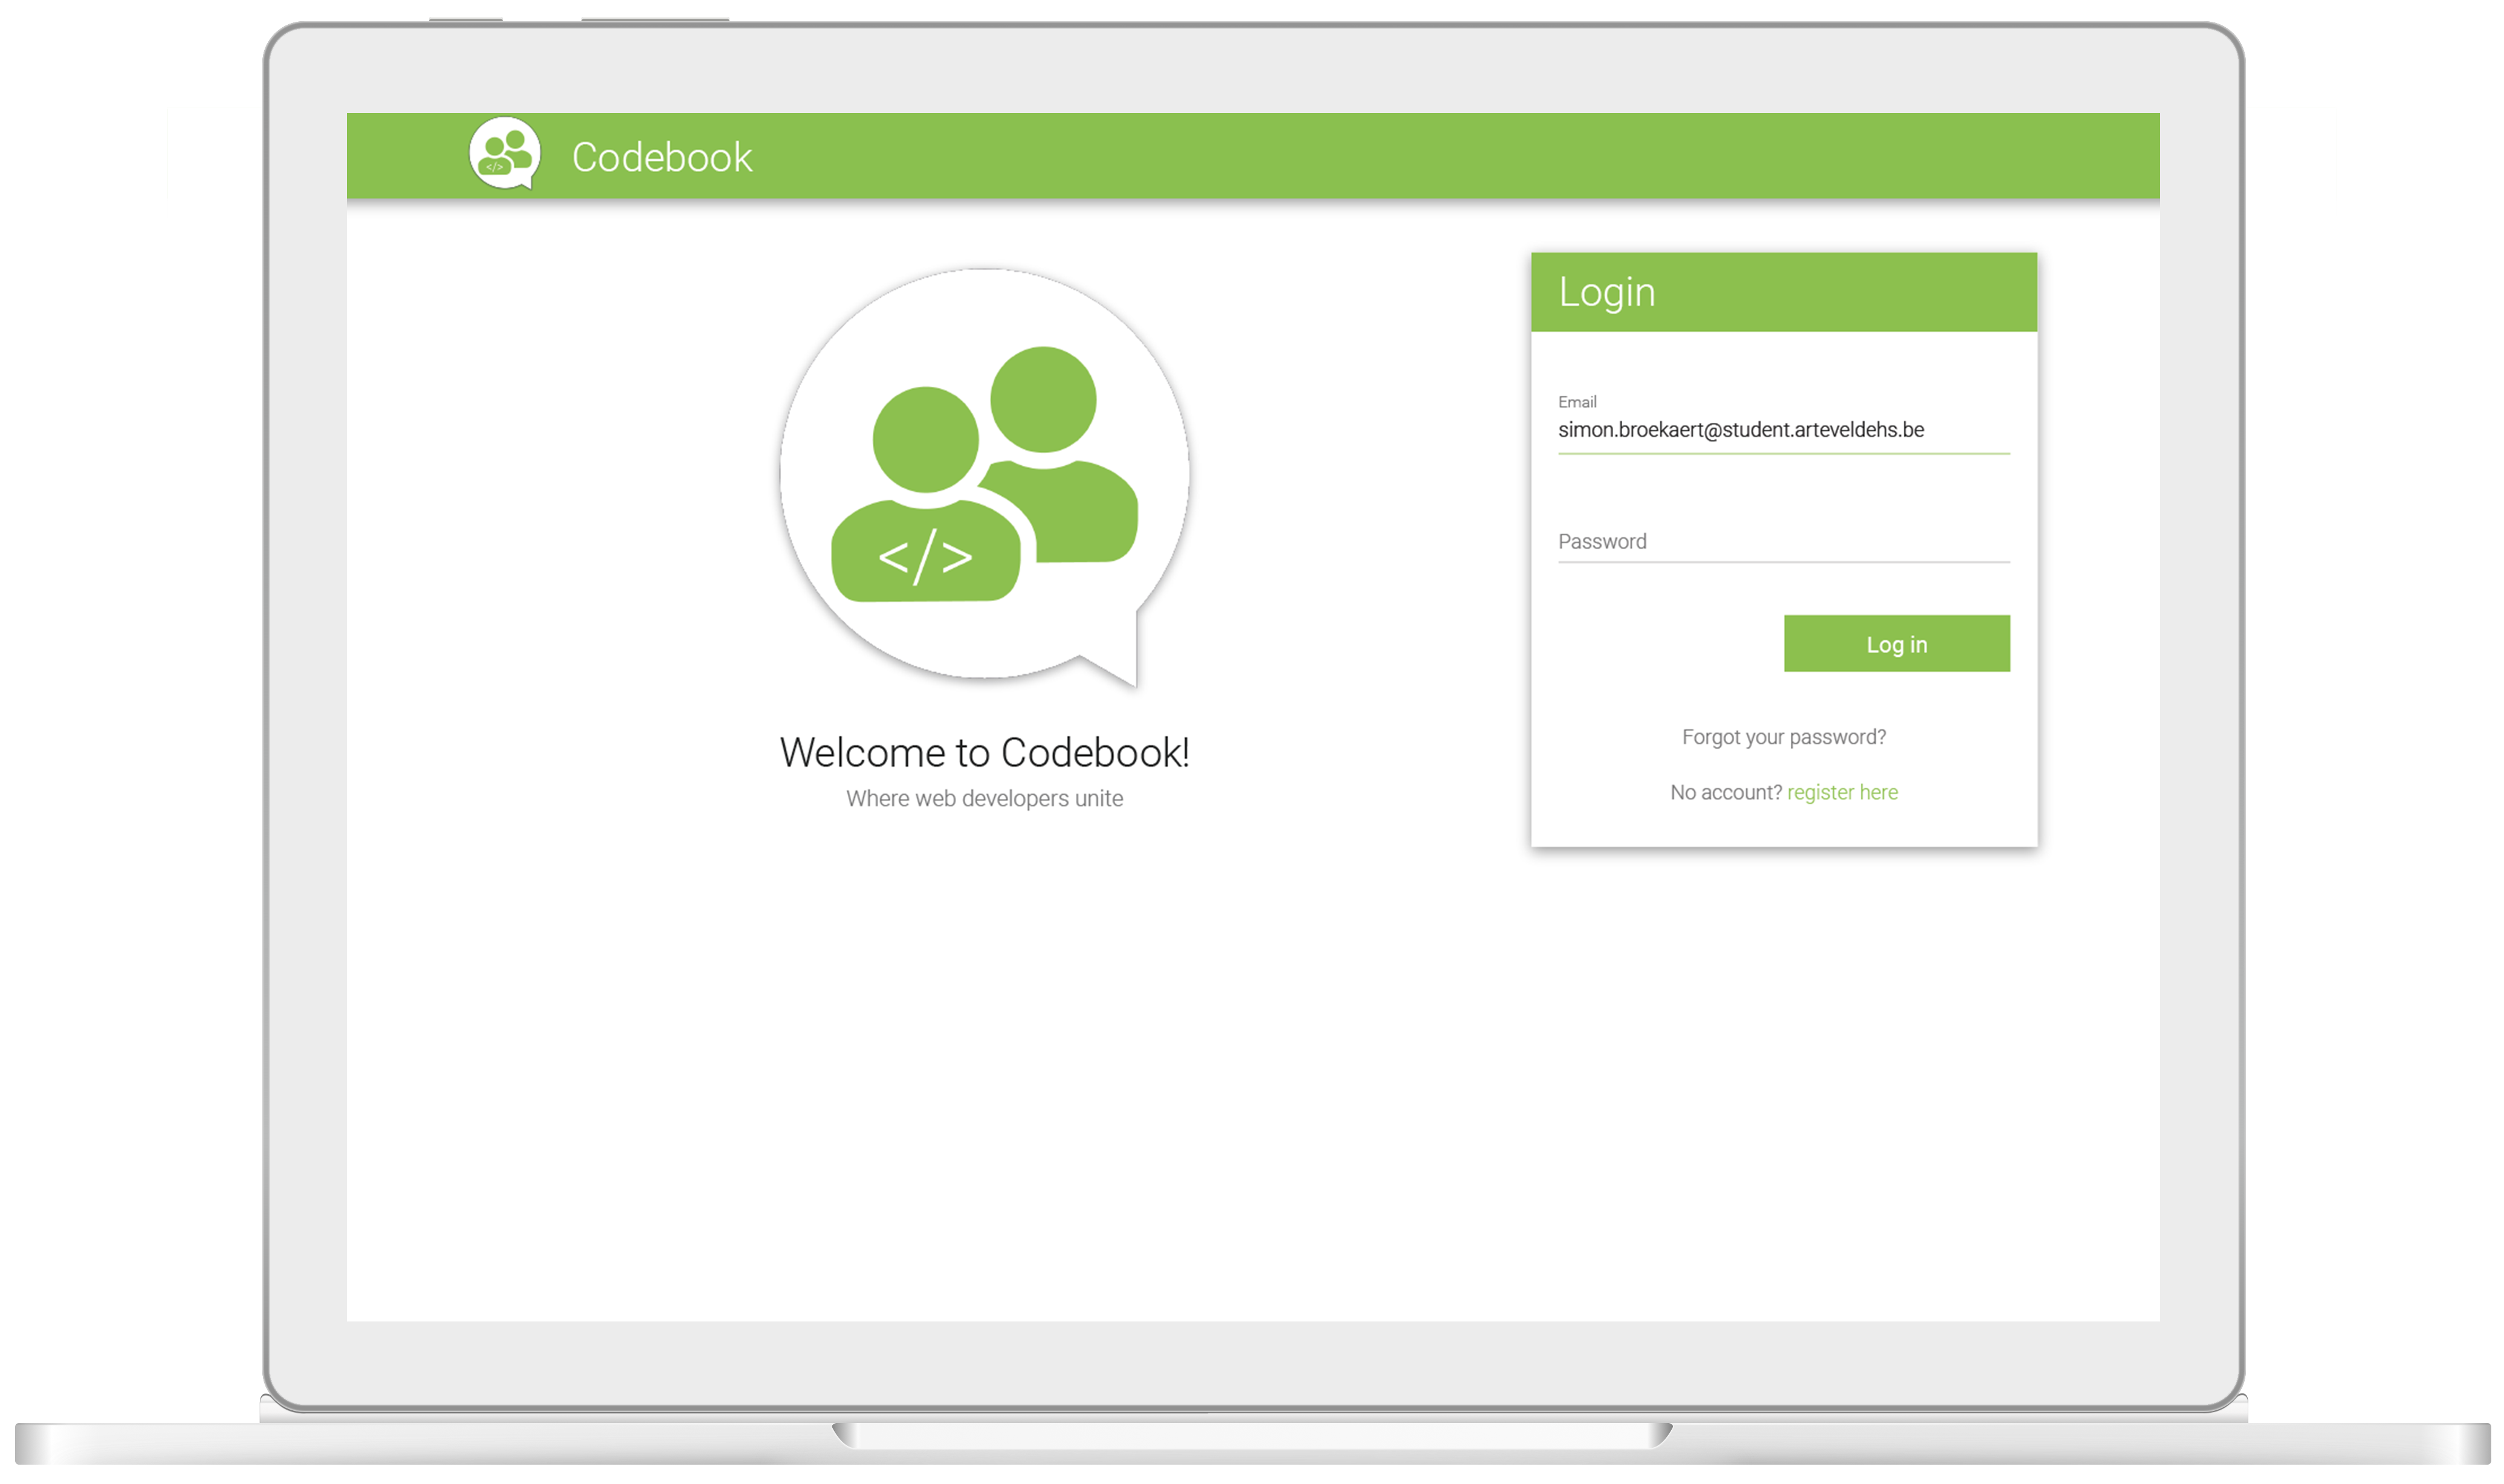 </>
Codebook
</>
Welcome to Codebook!
Where web developers unite
Login
Email
simon.broekaert@student.arteveldehs.be
Password
Log in
Forgot your password?
No account? register here